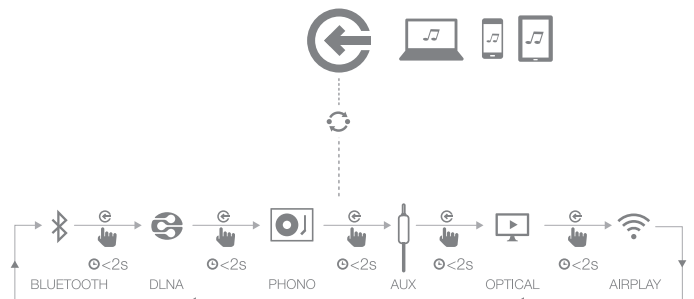 <2s <2s <2s <2s <2s
BLUETOOTH DLNA PHONO AUX OPTICAL AIRPLAY